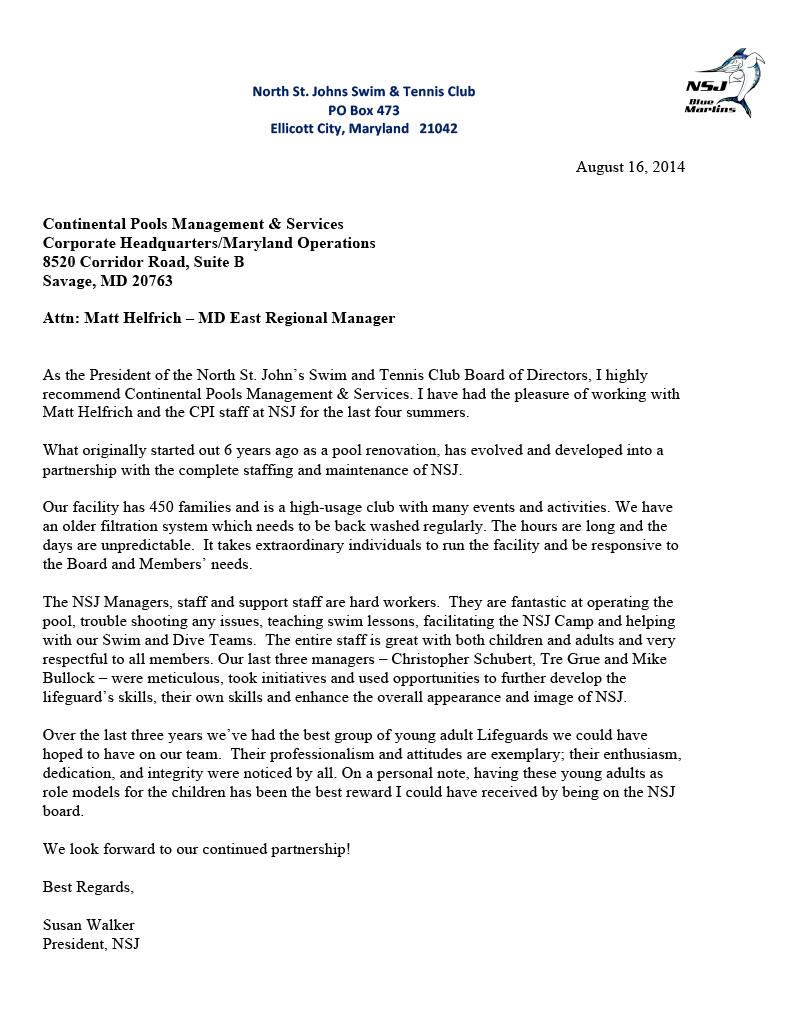 North St. Johns Swim & Tennis Club
PO Box 473
Ellicott City, Maryland   21042
NSJ
Blue
Marlins
August 16, 2014
Continental Pools Management & Services
Corporate Headquarters/Maryland Operations
8520 Corridor Road, Suite B
Savage, MD 20763
Attn: Matt Helfrich – MD East Regional Manager
As the President of the North St. John’s Swim and Tennis Club Board of Directors, I highly
recommend Continental Pools Management & Services. I have had the pleasure of working with
Matt Helfrich and the CPI staff at NSJ for the last four summers.
What originally started out 6 years ago as a pool renovation, has evolved and developed into a
partnership with the complete staffing and maintenance of NSJ.
Our facility has 450 families and is a high-usage club with many events and activities. We have
an older filtration system which needs to be back washed regularly. The hours are long and the
days are unpredictable.  It takes extraordinary individuals to run the facility and be responsive to
the Board and Members’ needs.
The NSJ Managers, staff and support staff are hard workers.  They are fantastic at operating the
pool, trouble shooting any issues, teaching swim lessons, facilitating the NSJ Camp and helping
with our Swim and Dive Teams.  The entire staff is great with both children and adults and very
respectful to all members. Our last three managers – Christopher Schubert, Tre Grue and Mike
Bullock – were meticulous, took initiatives and used opportunities to further develop the
lifeguard’s skills, their own skills and enhance the overall appearance and image of NSJ.
Over the last three years we’ve had the best group of young adult Lifeguards we could have
hoped to have on our team.  Their professionalism and attitudes are exemplary; their enthusiasm,
dedication, and integrity were noticed by all. On a personal note, having these young adults as
role models for the children has been the best reward I could have received by being on the NSJ
board.
We look forward to our continued partnership!
Best Regards,
Susan Walker
President, NSJ